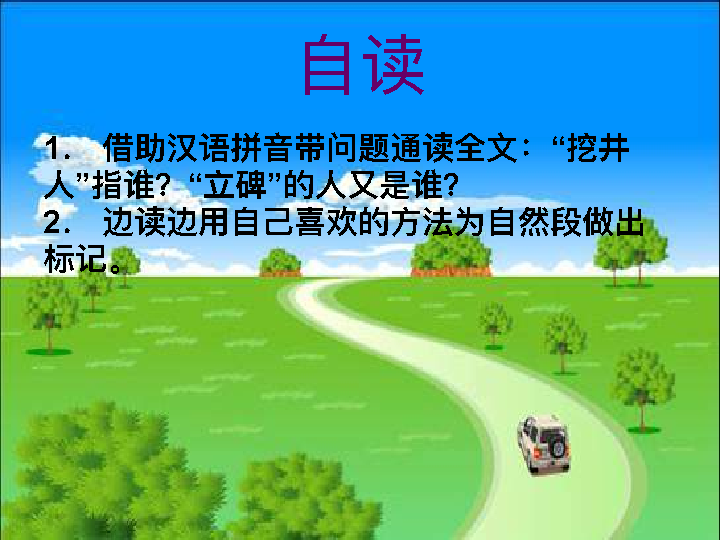 自读
1． 借助汉语拼音带问题通读全文：“挖井
人”指谁？“立碑”的人又是谁？
2． 边读边用自己喜欢的方法为自然段做出
标记。